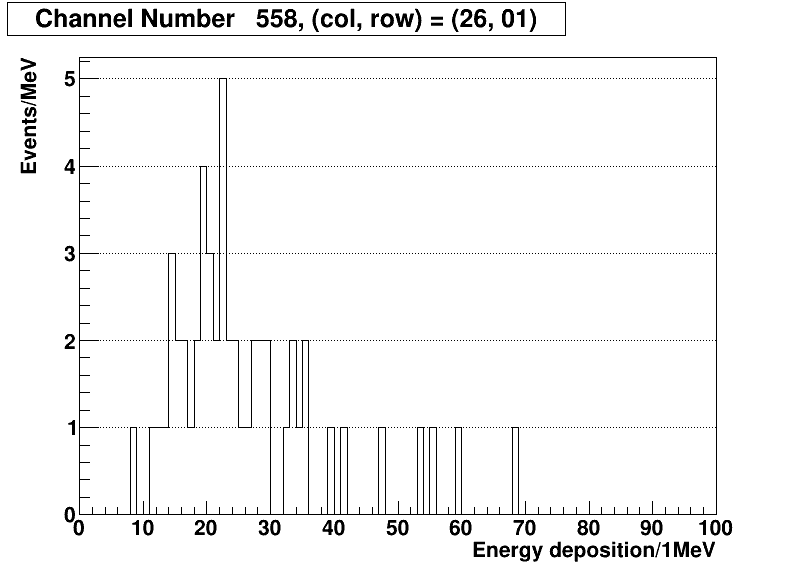 Channel Number 558, (col, row) = (26, 01)
Events/MeV
5
4
3
2
1
0
0 10 20 30 40 50 60 70 80 90 100
Energy deposition/1MeV